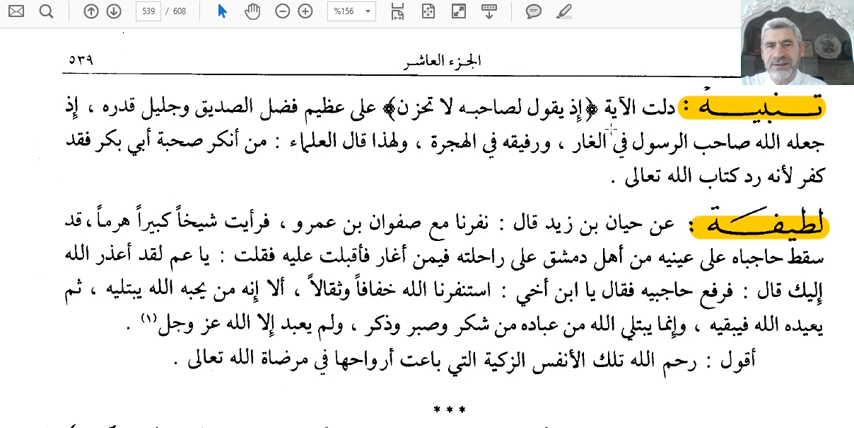 539 / 608
%156
الجزء العاشر
٥٣٩
تنبيه : دلت الآية ﴿إذ يقول لصاحبه لا تحزن﴾ على عظيم فضل الصديق وجليل قدره ، إذ
جعله الله صاحب الرسول في الغار ، ورفيقه في الهجرة ، ولهذا قال العلماء : من أنكر صحبة أبي بكر فقد
كفر لأنه رد كتاب الله تعالى .
لطيفة : عن حيان بن زيد قال : نفرنا مع صفوان بن عمرو ، فرأيت شيخاً كبيراً هرماً ، قد
سقط حاجباه على عينيه من أهل دمشق على راحلته فيمن أغار فأقبلت عليه فقلت : يا عم لقد أعذر الله
إليك قال : فرفع حاجبيه فقال يا ابن أخي : استنفرنا الله خفافاً وثقالاً ، ألا إنه من يحبه الله يبتليه ، ثم
يعيده الله فيبقيه ، وإنما يبتلي الله من عباده من شكر وصبر وذكر ، ولم يعبد إلا الله عز وجل(١) .
أقول : رحم الله تلك الأنفس الزكية التي باعت أرواحها في مرضاة الله تعالى .
***